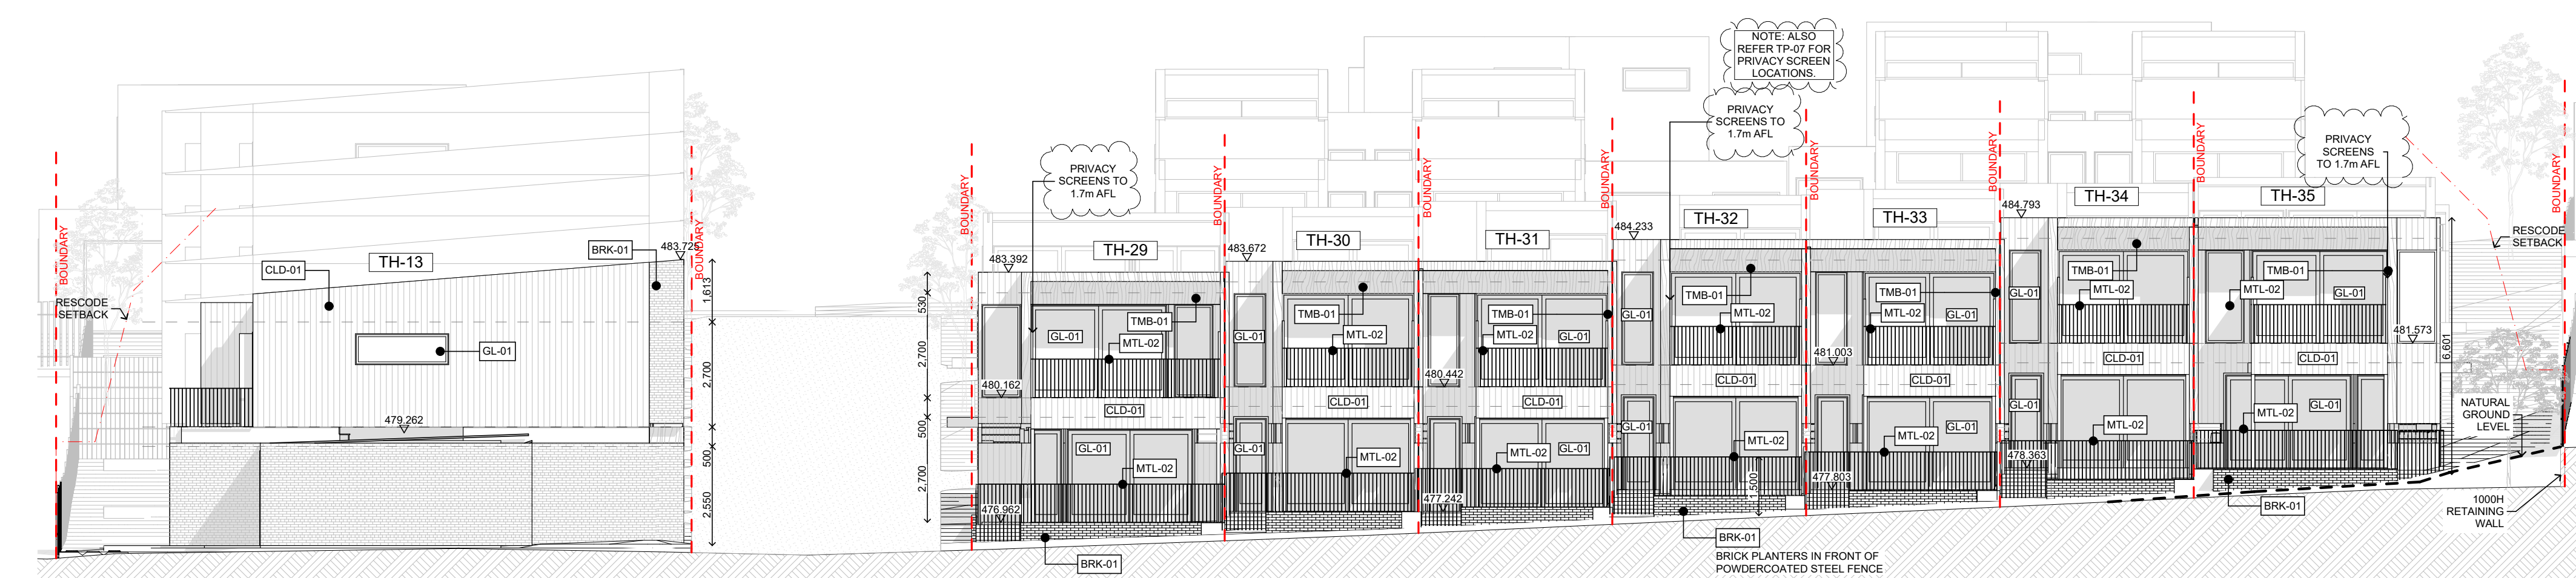 BOUNDARY
RESCODE
SETBACK
CLD-01
TH-13
BRK-01
483.725
BOUNDARY
GL-01
479.262
1,613
2,700
500
2,550
BOUNDARY
PRIVACY
SCREENS TO
1.7m AFL
483.392
TH-29
530
2,700
500
2,700
TMB-01
GL-01
MTL-02
480.162
CLD-01
GL-01
MTL-02
476.962
BRK-01
BOUNDARY
483.672
TH-30
GL-01
TMB-01
MTL-02
CLD-01
GL-01
MTL-02
BOUNDARY
TH-31
TMB-01
MTL-02
GL-01
480.442
CLD-01
MTL-02
GL-01
477.242
BOUNDARY
NOTE: ALSO
REFER TP-07 FOR
PRIVACY SCREEN
LOCATIONS.
PRIVACY
SCREENS TO
1.7m AFL
484.233
TH-32
GL-01
TMB-01
MTL-02
CLD-01
GL-01
MTL-02
1,500
BRK-01
BRICK PLANTERS IN FRONT OF
POWDERCOATED STEEL FENCE
BOUNDARY
TH-33
TMB-01
MTL-02
GL-01
481.003
CLD-01
MTL-02
GL-01
477.803
BOUNDARY
484.793
TH-34
GL-01
TMB-01
MTL-02
CLD-01
GL-01
MTL-02
478.363
BOUNDARY
TH-35
PRIVACY
SCREENS
TO 1.7m AFL
TMB-01
MTL-02
GL-01
481.573
CLD-01
MTL-02
GL-01
BRK-01
6,601
NATURAL
GROUND
LEVEL
RESCODE
SETBACK
1000H
RETAINING
WALL
BOUNDARY